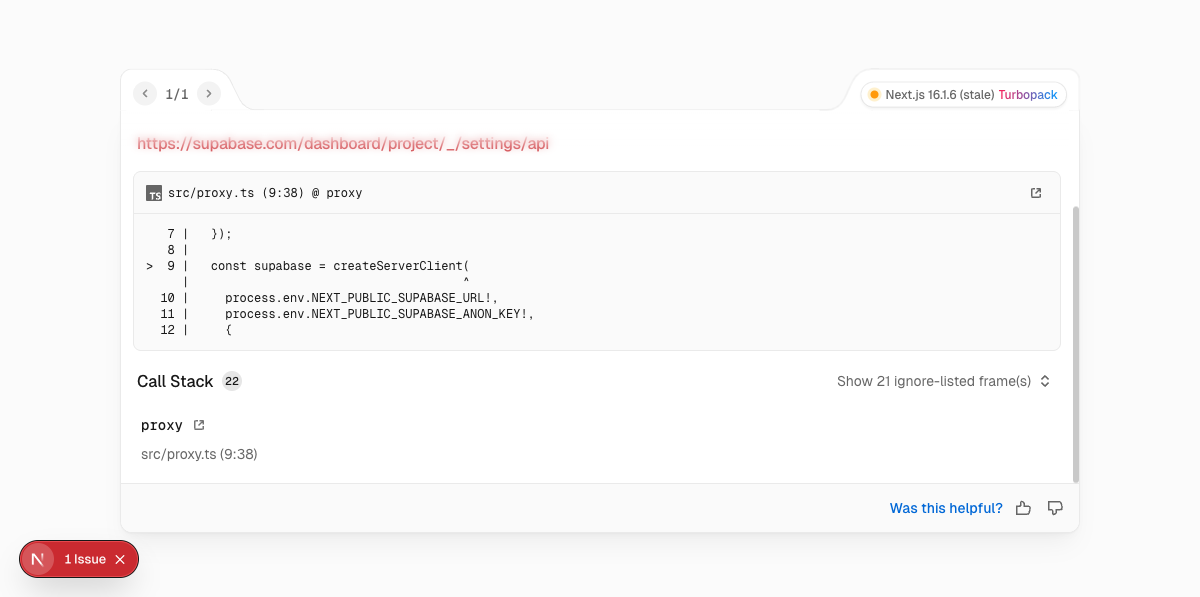 1/1
Next.js 16.1.6 (stale) Turbopack
https://supabase.com/dashboard/project/_/settings/api
TS src/proxy.ts (9:38) @ proxy
7 |   });
8 |
> 9 |   const supabase = createServerClient(
|                                      ^
10 |     process.env.NEXT_PUBLIC_SUPABASE_URL!,
11 |     process.env.NEXT_PUBLIC_SUPABASE_ANON_KEY!,
12 |     {
Call Stack 22
Show 21 ignore-listed frame(s)
proxy
src/proxy.ts (9:38)
Was this helpful?
N 1 Issue